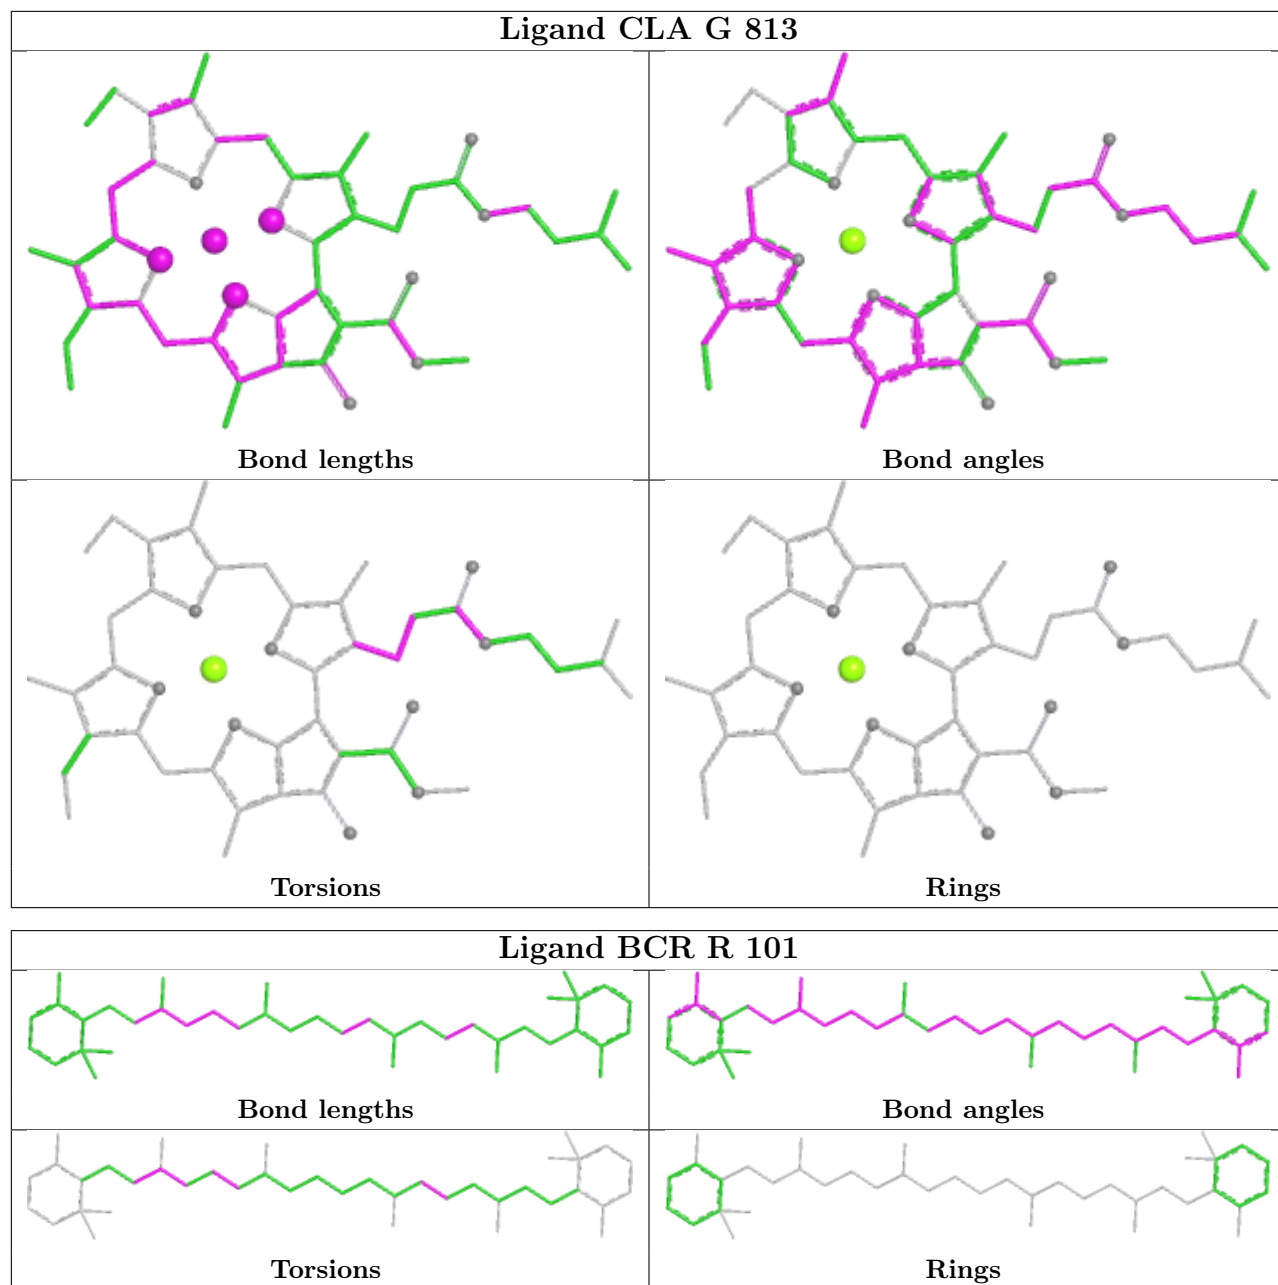 Ligand CLA G 813
Bond lengths
Bond angles
Torsions
Rings
Ligand BCR R 101
Bond lengths
Bond angles
Torsions
Rings